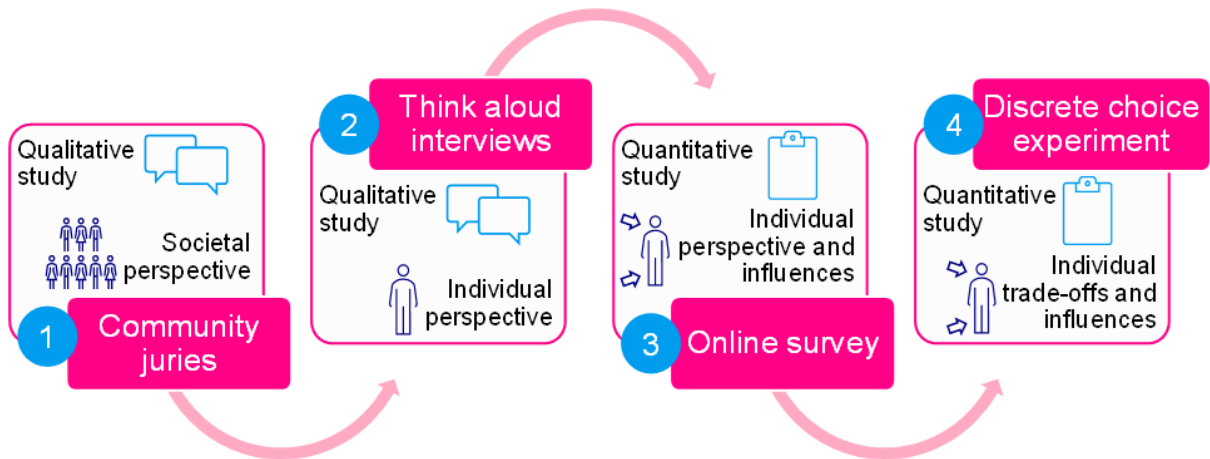 Qualitative
study
Societal
perspective
1
Community
juries
2
Think aloud
interviews
Qualitative
study
Individual
perspective
Quantitative
study
Individual
perspective and
influences
3
Online survey
4
Discrete choice
experiment
Quantitative
study
Individual
trade-offs and
influences